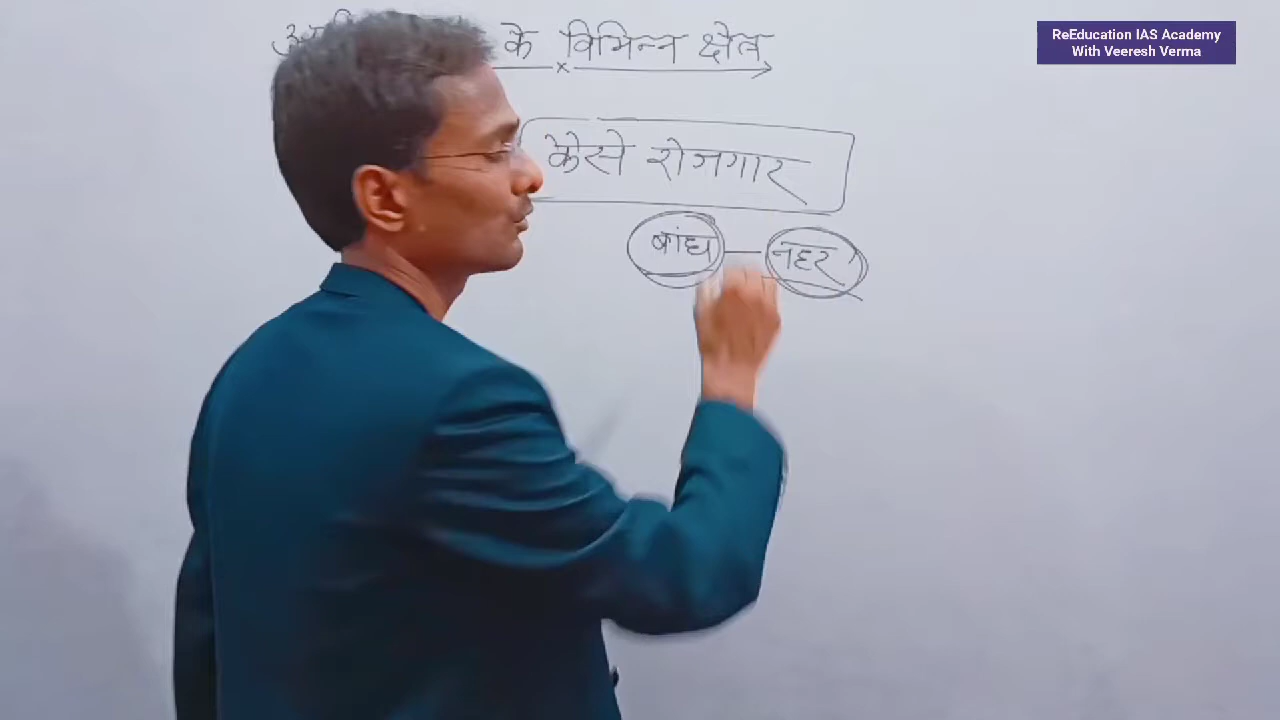 के विभिन्न क्षेत्र
कैसे रोजगार
बांध - नहर
ReEducation IAS Academy
With Veeresh Verma